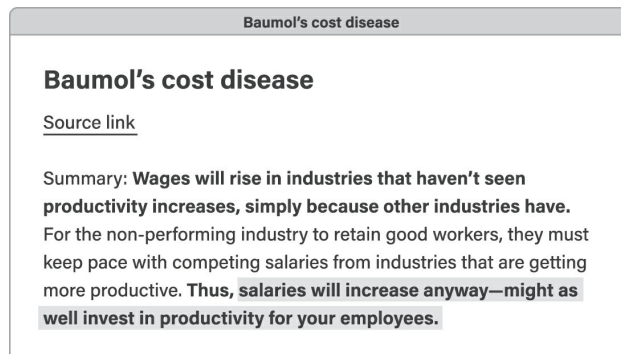 Baumol’s cost disease
Baumol’s cost disease
Source link
Summary: Wages will rise in industries that haven’t seen
productivity increases, simply because other industries have.
For the non-performing industry to retain good workers, they must
keep pace with competing salaries from industries that are getting
more productive. Thus, salaries will increase anyway—might as
well invest in productivity for your employees.